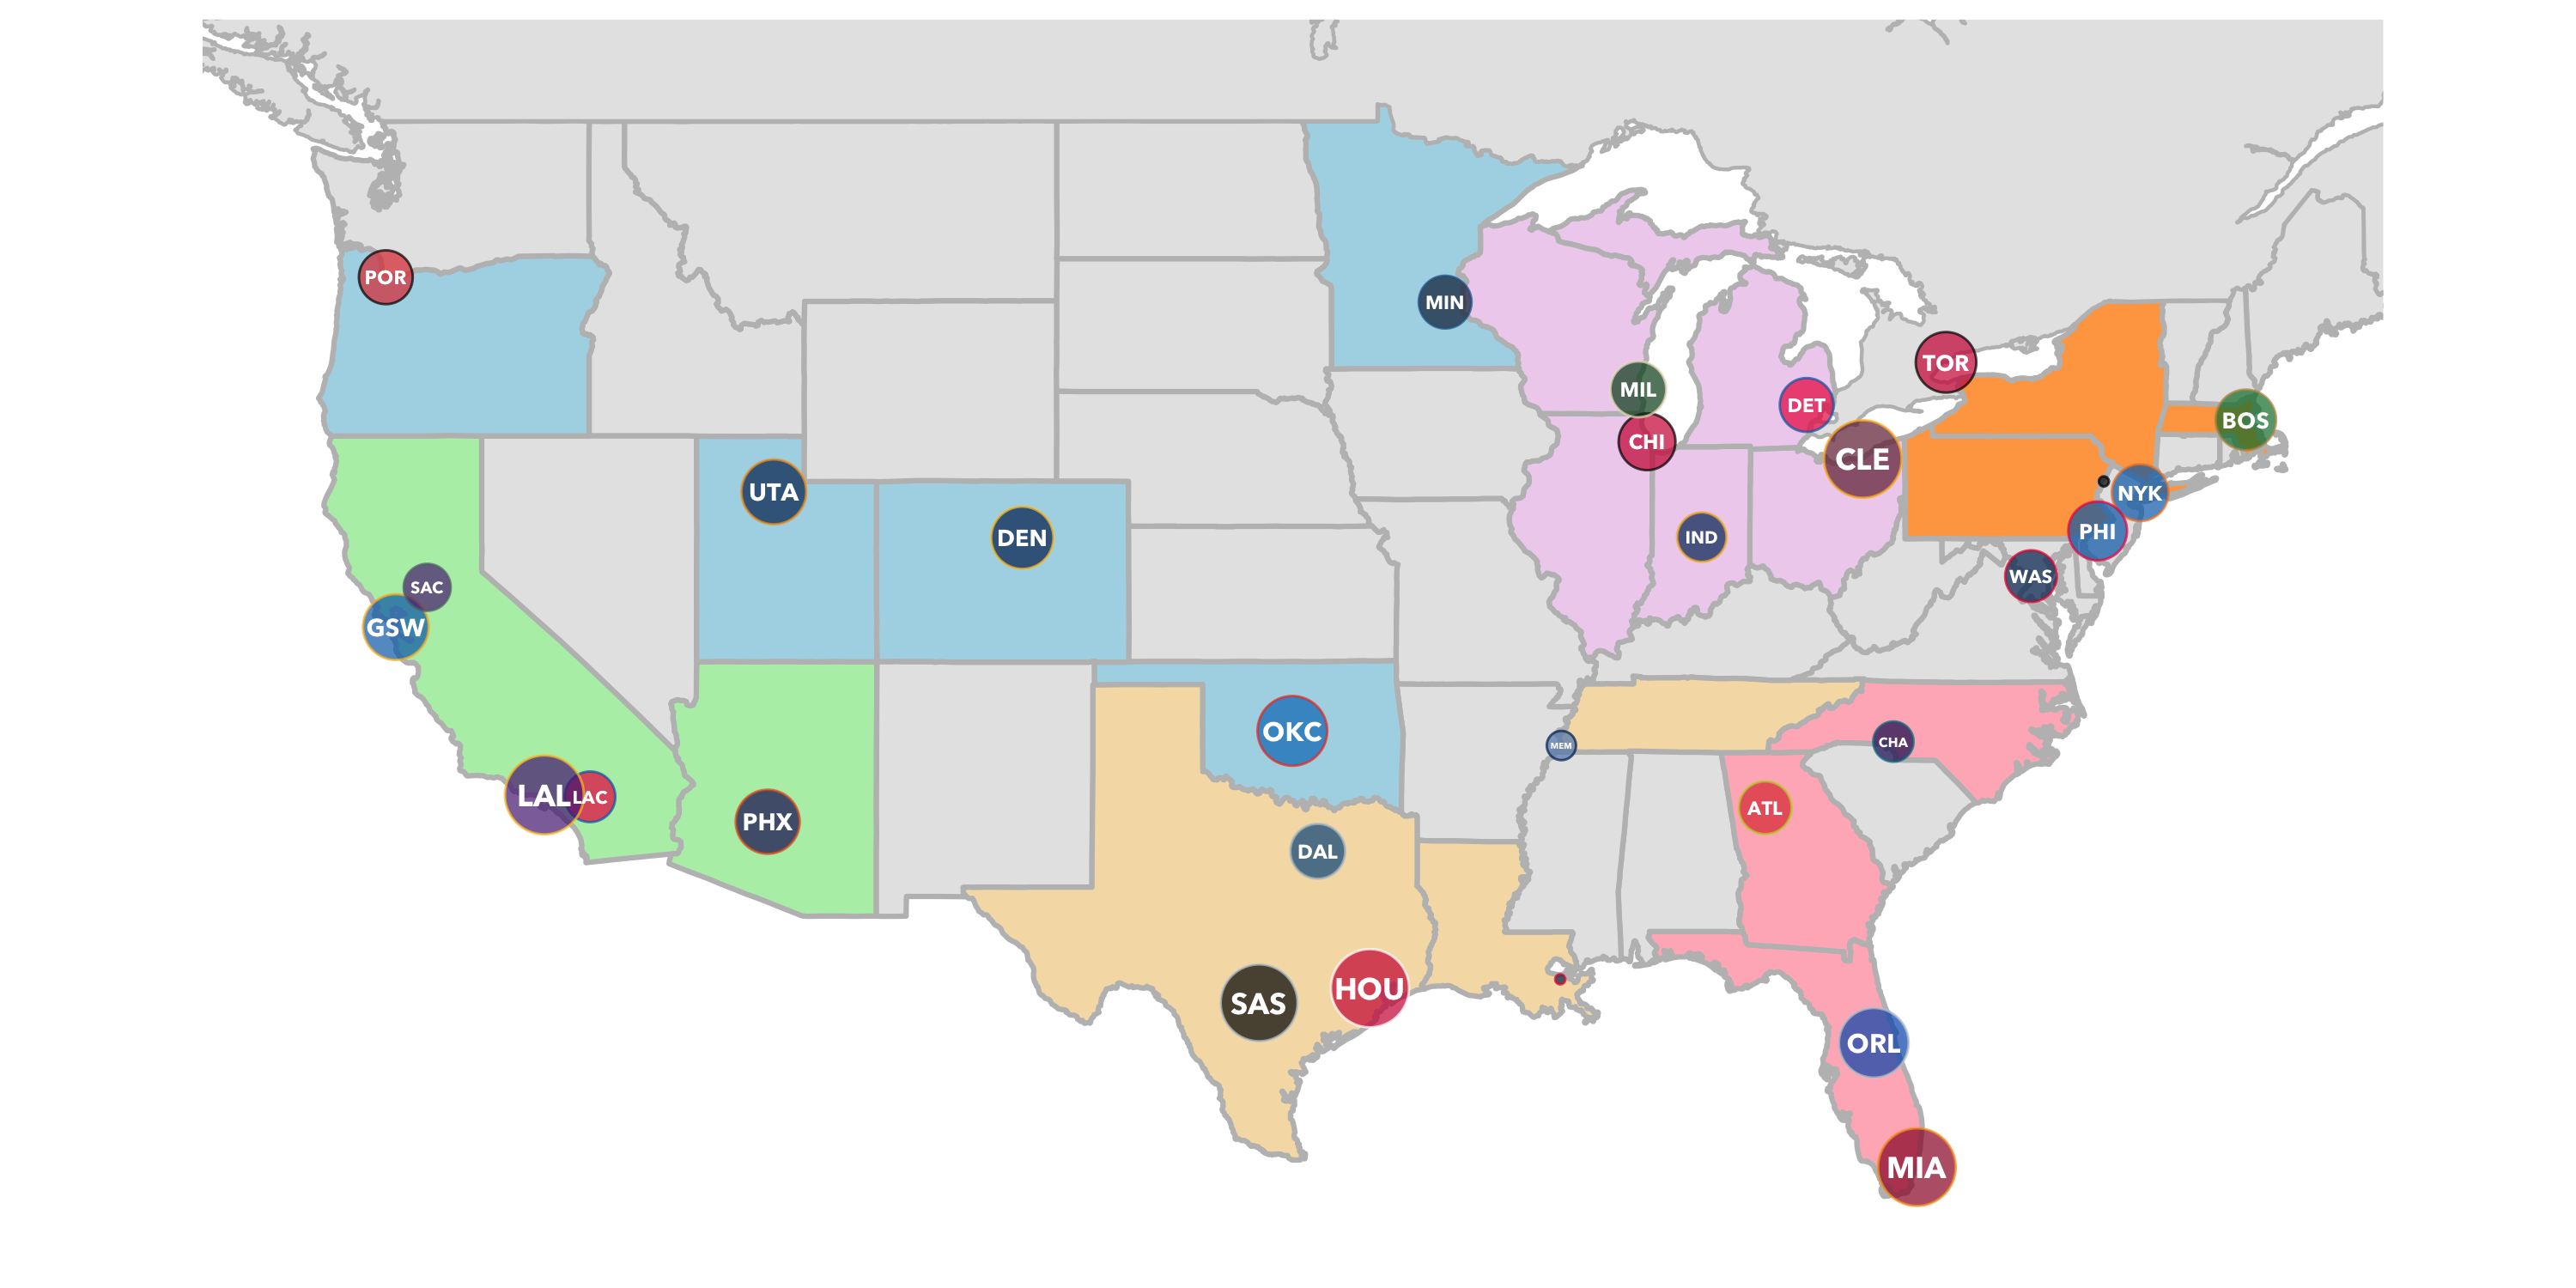 POR
MIN
TOR
MIL
DET
BOS
CHI
CLE
UTA
NYK
DEN
IND
PHI
WAS
SAC
GSW
OKC
CHA
MEM
LAL
LAC
ATL
PHX
DAL
HOU
SAS
ORL
MIA